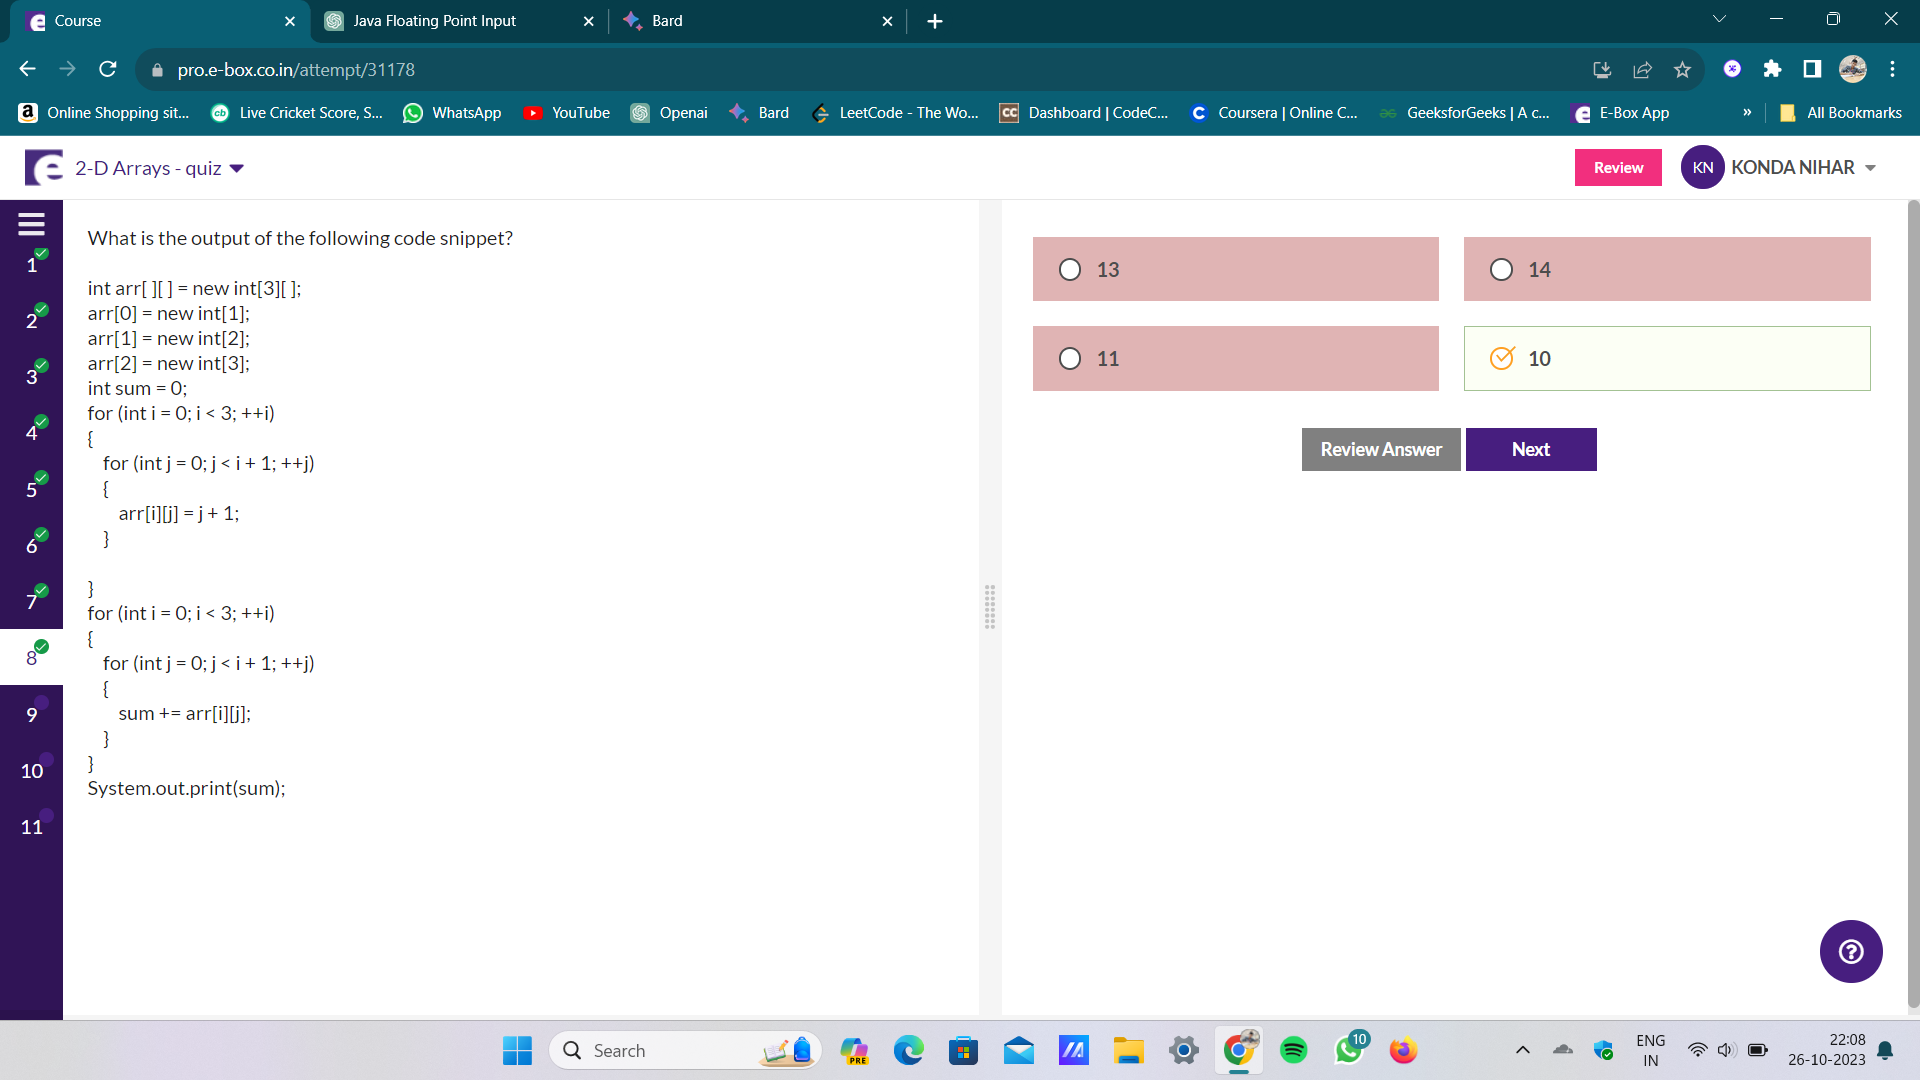 Course
Java Floating Point Input
Bard
pro.e-box.co.in/attempt/31178
Online Shopping sit...
Live Cricket Score, S...
WhatsApp
YouTube
Openai
Bard
LeetCode - The Wo...
Dashboard | CodeC...
Coursera | Online C...
GeeksforGeeks | A c...
E-Box App
»
All Bookmarks
2-D Arrays - quiz
Review
KN
KONDA NIHAR
1
2
3
4
5
6
7
8
9
10
11
What is the output of the following code snippet?
int arr[ ][ ] = new int[3][ ];
arr[0] = new int[1];
arr[1] = new int[2];
arr[2] = new int[3];
int sum = 0;
for (int i = 0; i < 3; ++i)
{
for (int j = 0; j < i + 1; ++j)
{
arr[i][j] = j + 1;
}
}
for (int i = 0; i < 3; ++i)
{
for (int j = 0; j < i + 1; ++j)
{
sum += arr[i][j];
}
}
System.out.print(sum);
13
14
11
10
Review Answer
Next
Search
PRE
10
ENG
IN
22:08
26-10-2023